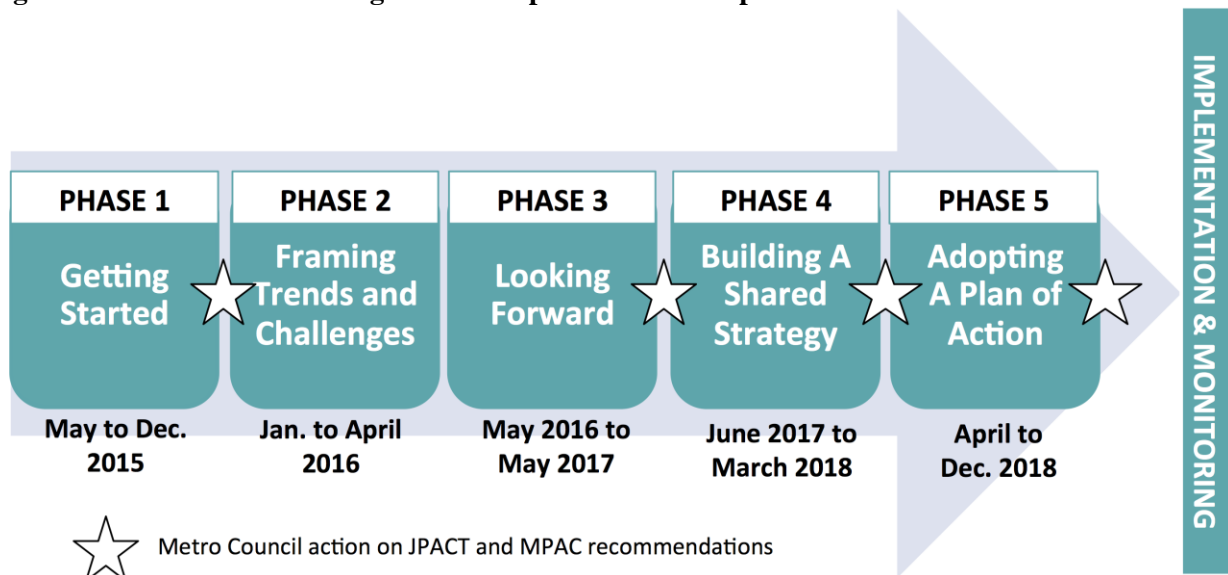 PHASE 1
Getting
Started
May to Dec.
2015
PHASE 2
Framing
Trends and
Challenges
Jan. to April
2016
PHASE 3
Looking
Forward
May 2016 to
May 2017
PHASE 4
Building A
Shared
Strategy
June 2017 to
March 2018
PHASE 5
Adopting
A Plan of
Action
April to
Dec. 2018
IMPLEMENTATION & MONITORING
Metro Council action on JPACT and MPAC recommendations